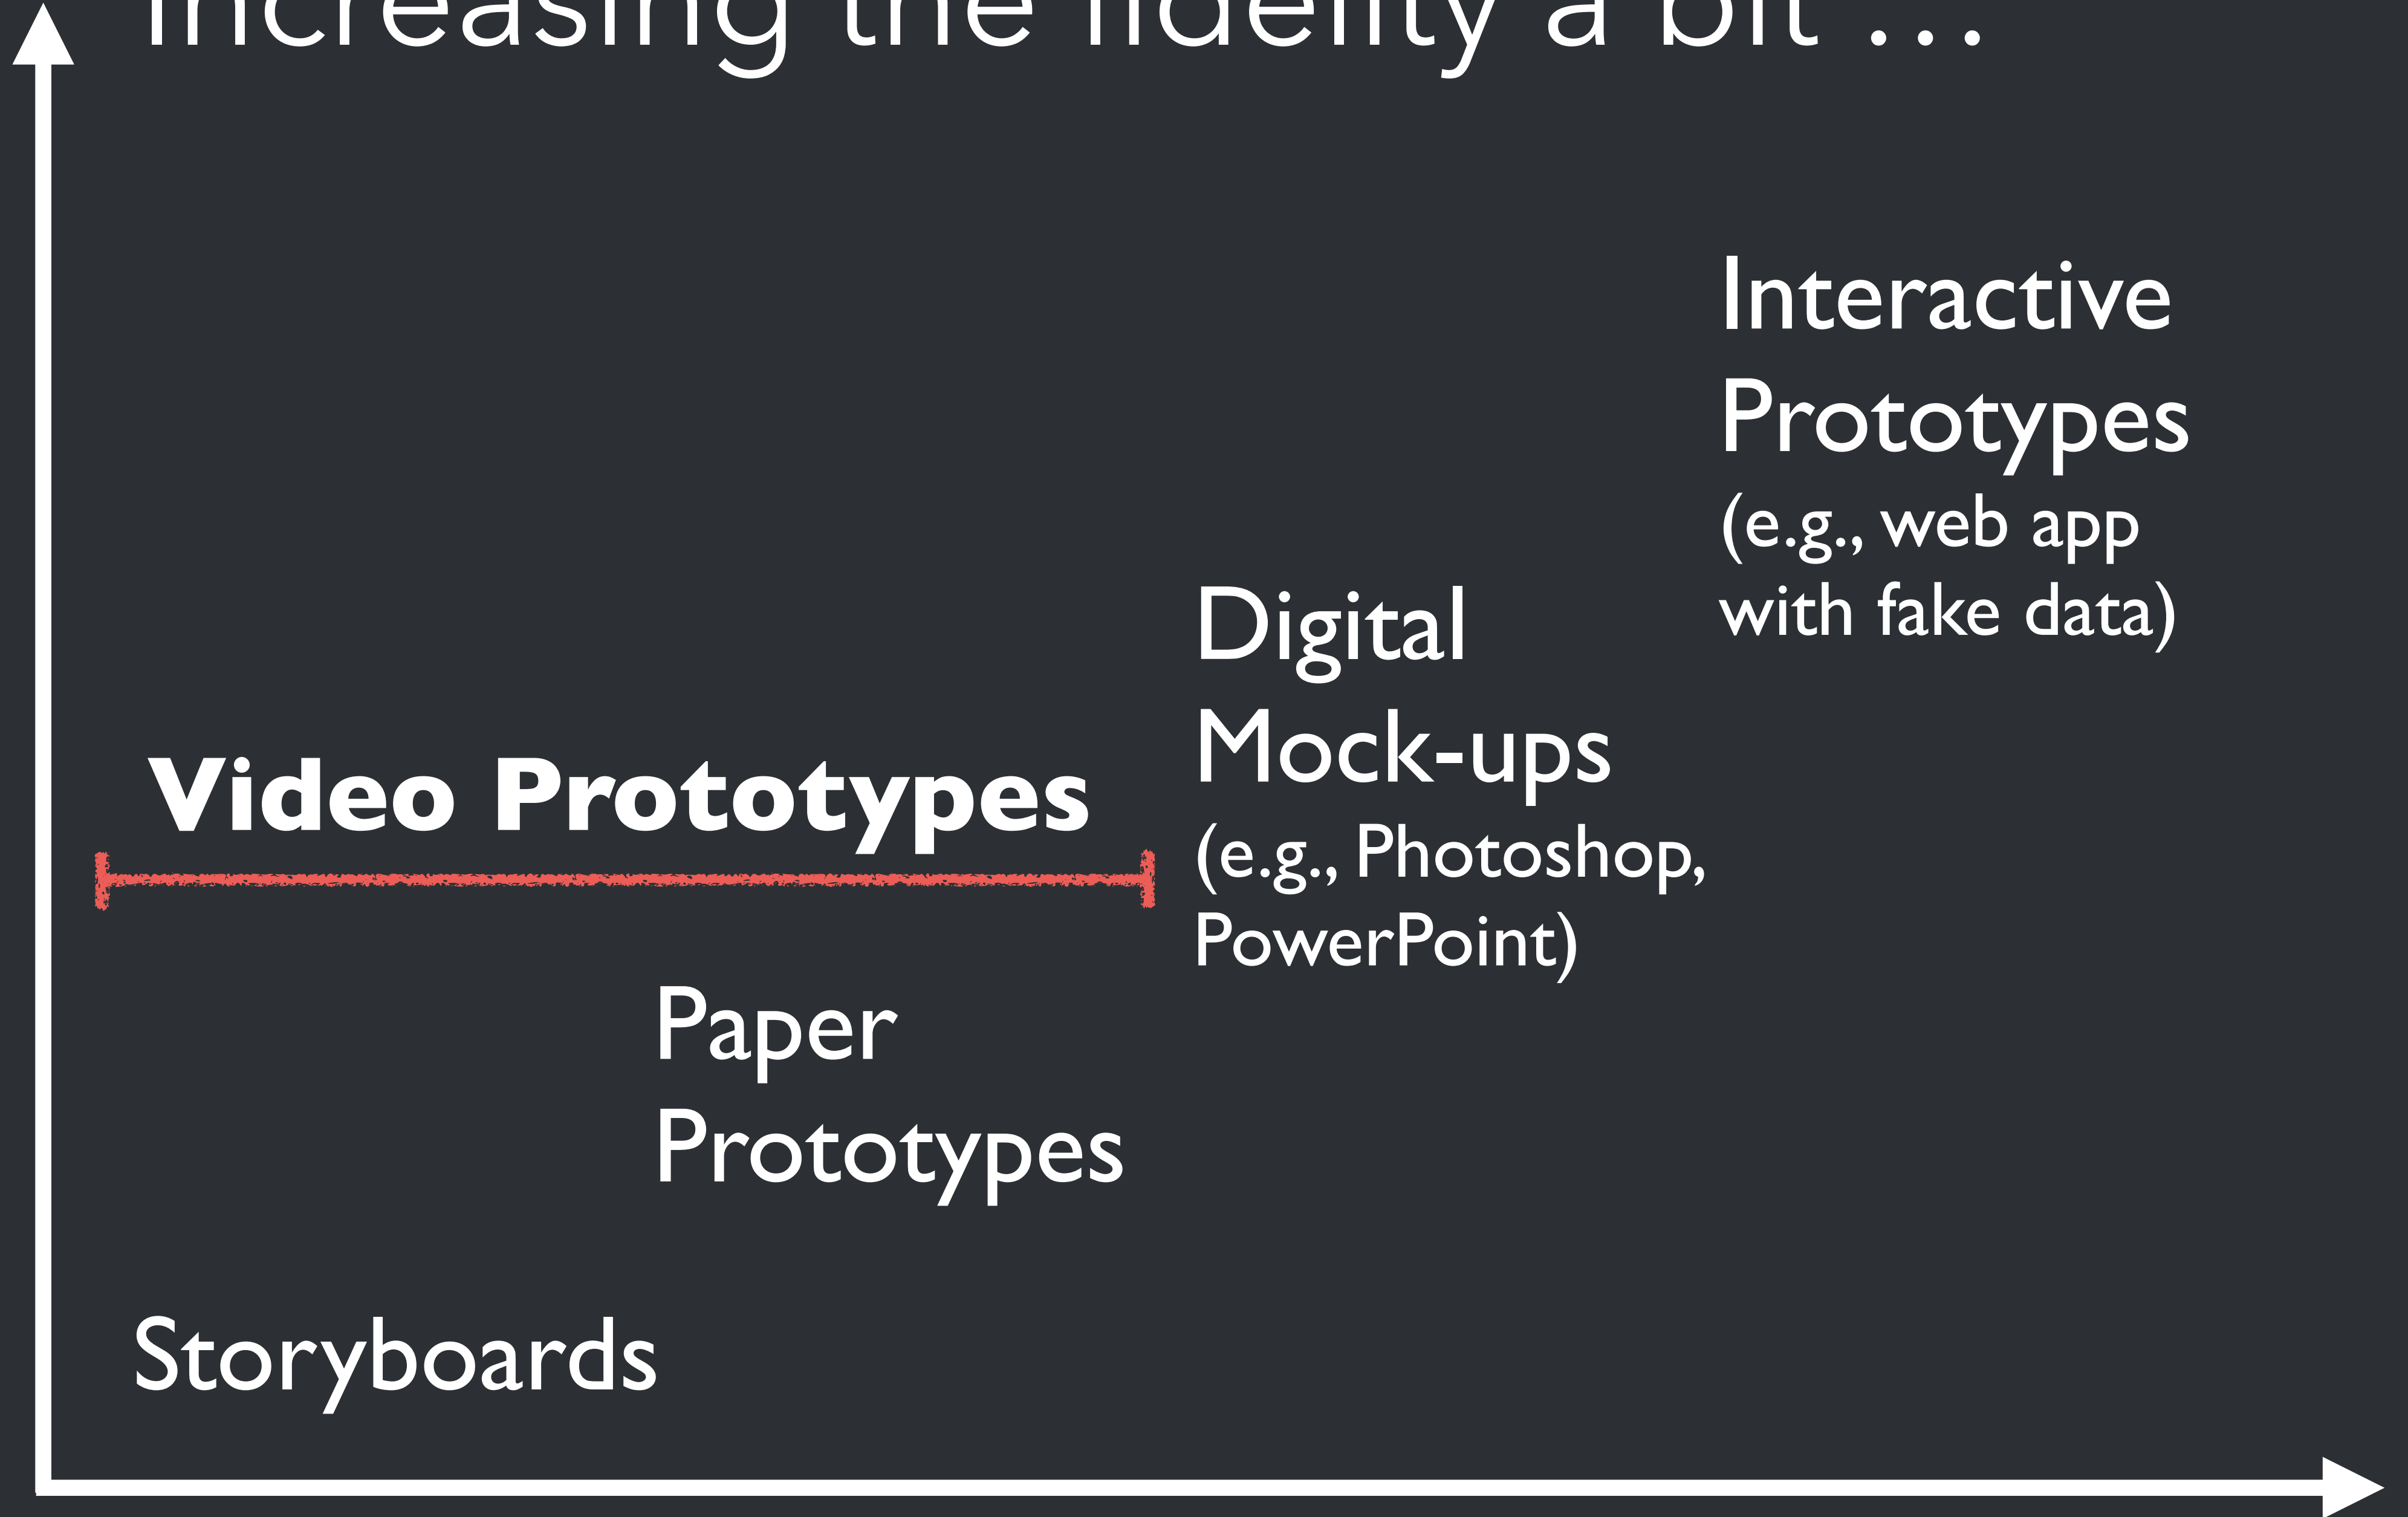 Increasing the fidelity a bit ...
Interactive
Prototypes
(e.g., web app
with fake data)
Digital
Mock-ups
(e.g., Photoshop,
PowerPoint)
Video Prototypes
Paper
Prototypes
Storyboards